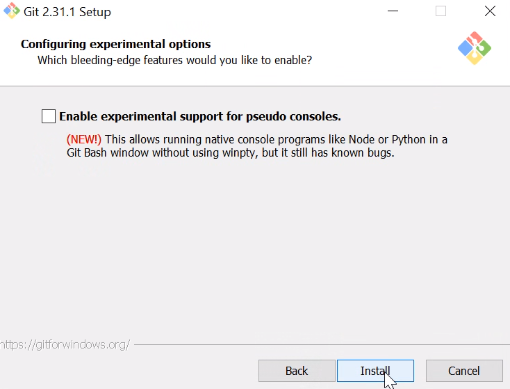 Git 2.31.1 Setup
Configuring experimental options
Which bleeding-edge features would you like to enable?
Enable experimental support for pseudo consoles.
(NEW!) This allows running native console programs like Node or Python in a
Git Bash window without using winpty, but it still has known bugs.
https://gitforwindows.org/
Back Install Cancel